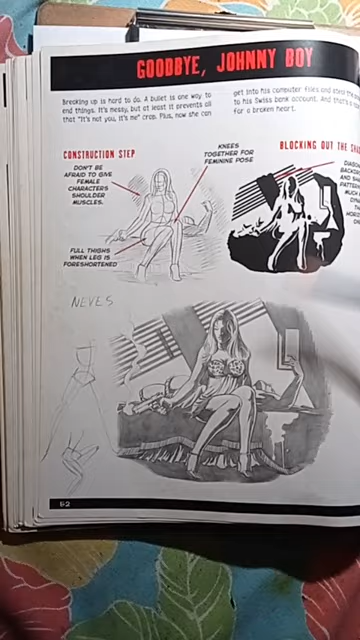 GOODBYE, JOHNNY BOY
Breaking up is hard to do. A bullet is one way to
end things. It's messy, but at least it prevents all
that "It's not you, it's me" crap. Plus, now she can
get into his computer files and steal the
to his Swiss bank account. And that's
for a broken heart.
CONSTRUCTION STEP
DON'T BE
AFRAID TO GIVE
FEMALE
CHARACTERS
SHOULDER
MUSCLES.
KNEES
TOGETHER FOR
FEMININE POSE
FULL THIGHS
WHEN LEG IS
FORESHORTENED
BLOCKING OUT THE
NEVES